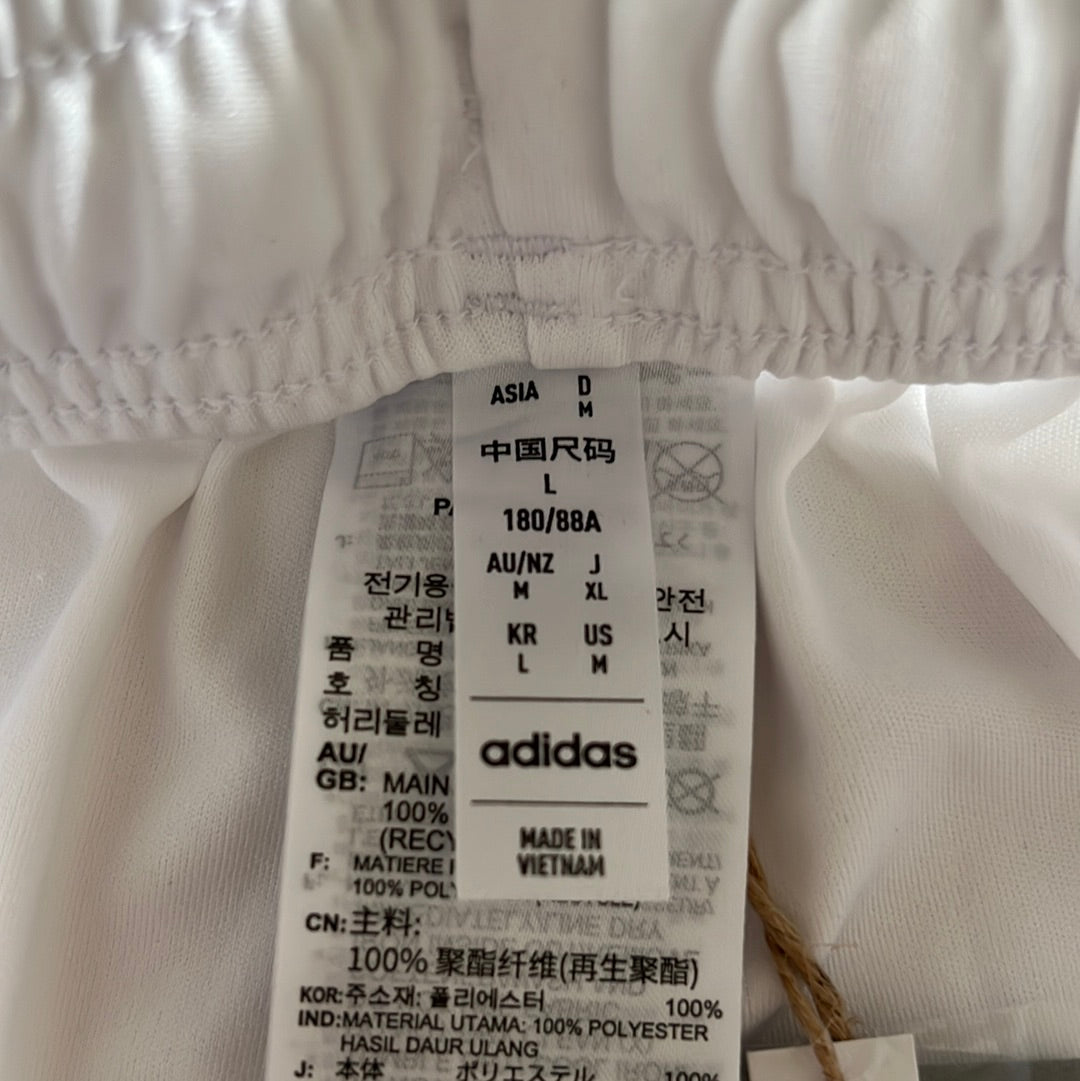 ASIA D
M
中国尺码
L
180/88A
AU/NZ J
M XL
KR US
L M
adidas
MADE IN
VIETNAM
전기용 안전
관리 시
품 명
호 칭
허리둘레
AU/
GB: MAIN
100%
(RECY
F: MATIERE
100% POLY
CN:主料:
100% 聚酯纤维(再生聚酯)
KOR:주소재: 폴리에스터 100%
IND:MATERIAL UTAMA: 100% POLYESTER
HASIL DAUR ULANG
J: 本体 ポリエステル 100%